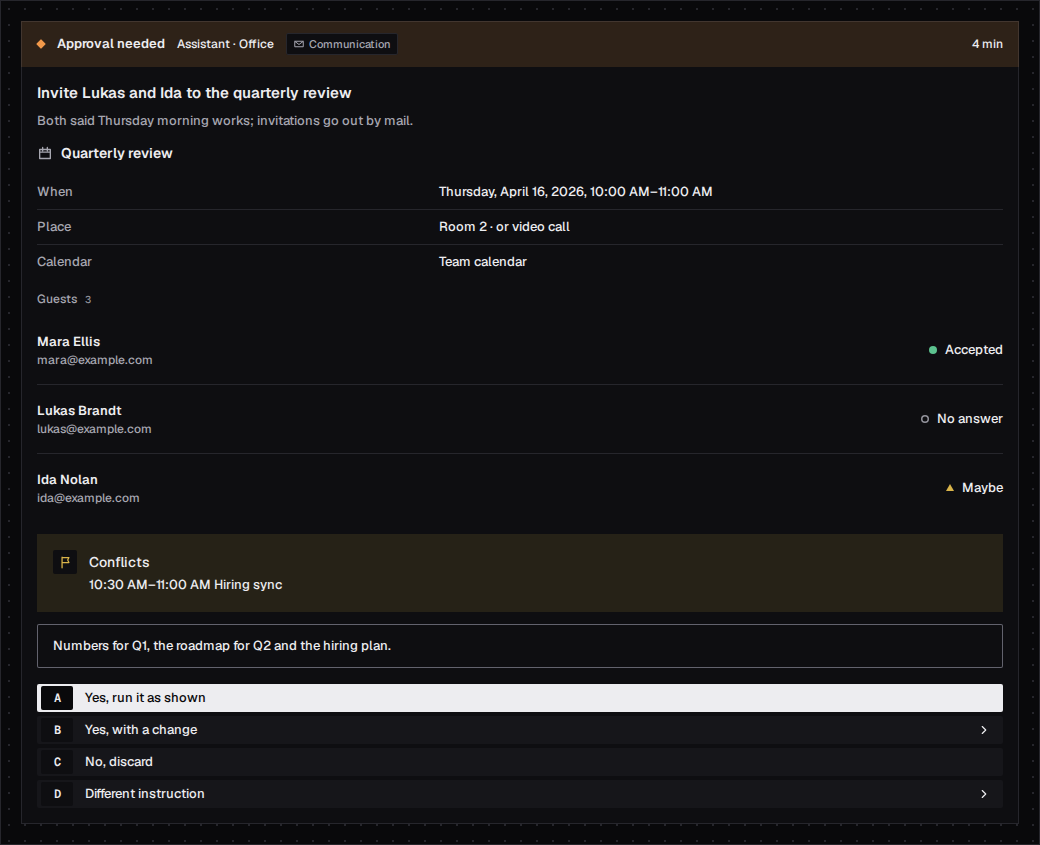 Approval needed Assistant · Office Communication 4 min
Invite Lukas and Ida to the quarterly review
Both said Thursday morning works; invitations go out by mail.
Quarterly review
When Thursday, April 16, 2026, 10:00 AM–11:00 AM
Place Room 2 · or video call
Calendar Team calendar
Guests 3
Mara Ellis
mara@example.com
Accepted
Lukas Brandt
lukas@example.com
No answer
Ida Nolan
ida@example.com
Maybe
Conflicts
10:30 AM–11:00 AM Hiring sync
Numbers for Q1, the roadmap for Q2 and the hiring plan.
A Yes, run it as shown
B Yes, with a change
C No, discard
D Different instruction